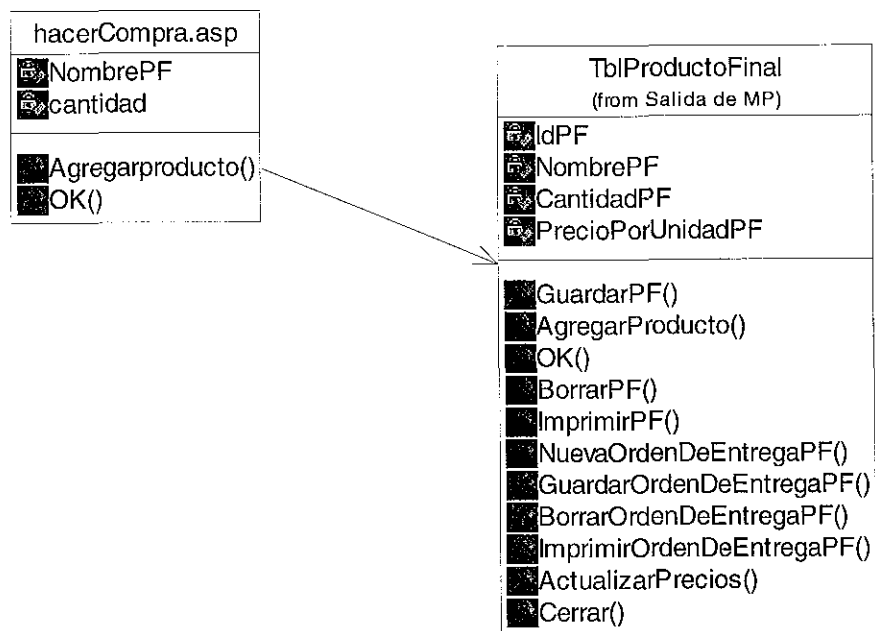 hacerCompra.asp
NombrePF
cantidad
Agregarproducto()
OK()
TblProductoFinal
(from Salida de MP)
IdPF
NombrePF
CantidadPF
PrecioPorUnidadPF
GuardarPF()
AgregarProducto()
OK()
BorrarPF()
ImprimirPF()
NuevaOrdenDeEntregaPF()
GuardarOrdenDeEntregaPF()
BorrarOrdenDeEntregaPF()
ImprimirOrdenDeEntregaPF()
ActualizarPrecios()
Cerrar()